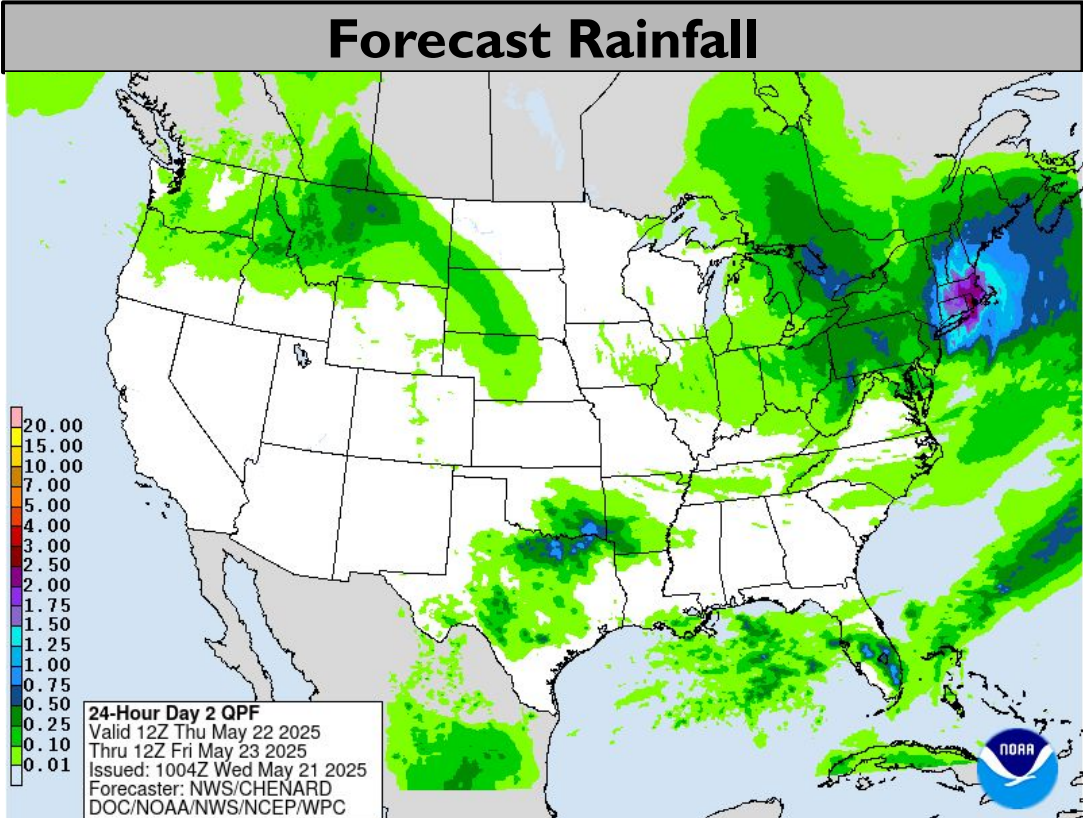 Forecast Rainfall
20.00
15.00
10.00
7.00
5.00
4.00
3.00
2.50
2.00
1.75
1.50
1.25
1.00
0.75
0.50
0.25
0.10
0.01
24-Hour Day 2 QPF
Valid 12Z Thu May 22 2025
Thru 12Z Fri May 23 2025
Issued: 1004Z Wed May 21 2025
Forecaster: NWS/CHENARD
DOC/NOAA/NWS/NCEP/WPC
NOAA